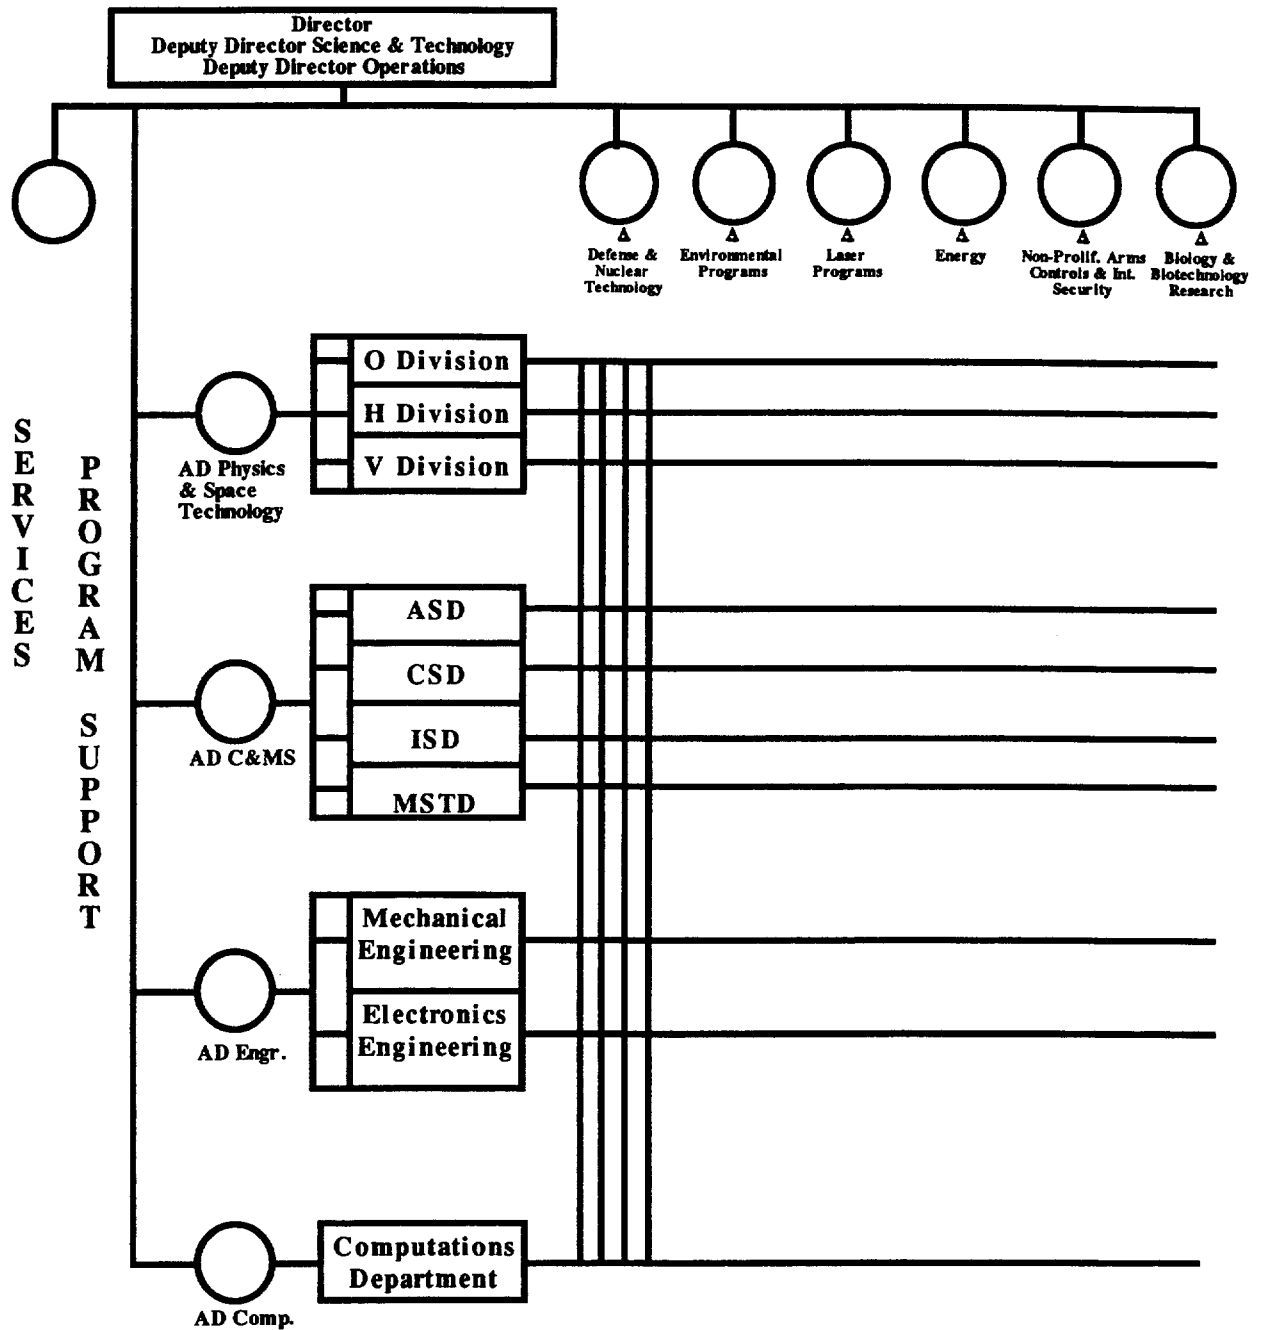 Director
Deputy Director Science & Technology
Deputy Director Operations
Δ
Defense &
Nuclear
Technology
Δ
Environmental
Programs
Δ
Laser
Programs
Δ
Energy
Δ
Non-Prolif. Arms
Controls & Int.
Security
Δ
Biology &
Biotechnology
Research
SERVICES
PROGRAM SUPPORT
AD Physics
& Space
Technology
O Division
H Division
V Division
AD C&MS
ASD
CSD
ISD
MSTD
AD Engr.
Mechanical
Engineering
Electronics
Engineering
AD Comp.
Computations
Department